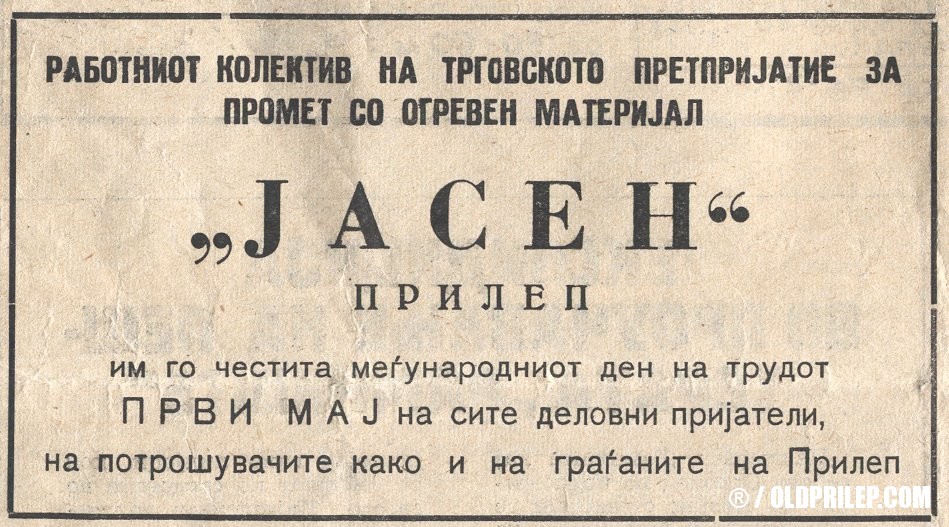 РАБОТНИОТ КОЛЕКТИВ НА ТРГОВСКОТО ПРЕТПРИЈАТИЕ ЗА
ПРОМЕТ СО ОГРЕВЕН МАТЕРИЈАЛ
„ЈАСЕН“
ПРИЛЕП
им го честита меѓународниот ден на трудот
ПРВИ МАЈ на сите деловни пријатели,
на потрошувачите како и на граѓаните на Прилеп
® / OLDPRILEP.COM